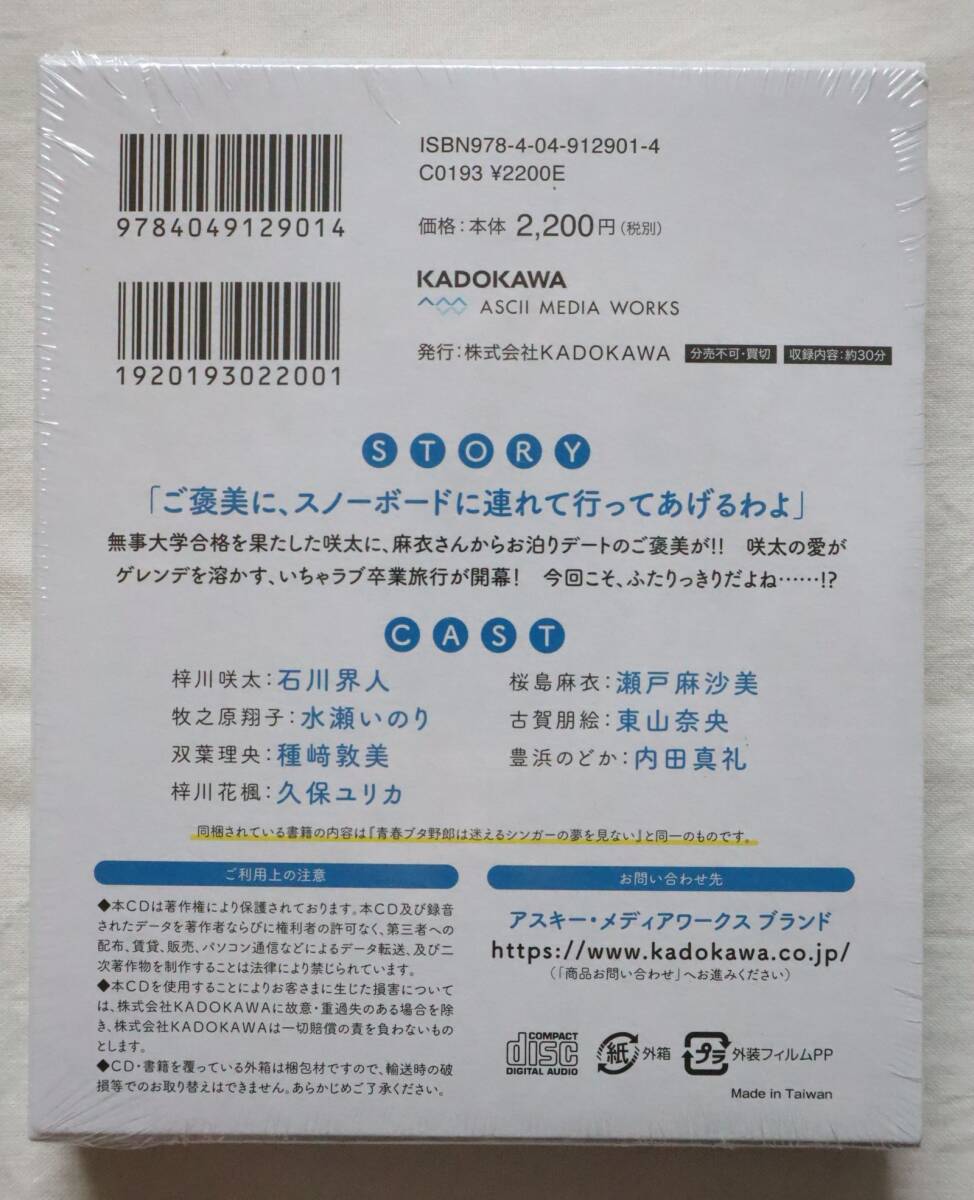 ISBN978-4-04-912901-4
C0193 ¥2200E
9784049129014
価格:本体 2,200円(税別)
KADOKAWA
ASCII MEDIA WORKS
発行:株式会社KADOKAWA 分売不可・買切 収録内容:約30分
1920193022001
STORY
「ご褒美に、スノーボードに連れて行ってあげるわよ」
無事大学合格を果たした咲太に、麻衣さんからお泊りデートのご褒美が!! 咲太の愛が
ゲレンデを溶かす、いちゃラブ卒業旅行が開幕! 今回こそ、ふたりっきりだよね……!?
CAST
梓川咲太:石川界人
桜島麻衣:瀬戸麻沙美
牧之原翔子:水瀬いのり
古賀朋絵:東山奈央
双葉理央:種﨑敦美
豊浜のどか:内田真礼
梓川花楓:久保ユリカ
同梱されている書籍の内容は『青春ブタ野郎は迷えるシンガーの夢を見ない』と同一のものです。
ご利用上の注意
◆本CDは著作権により保護されております。本CD及び録音
されたデータを著作者ならびに権利者の許可なく、第三者への
配布、賃貸、販売、パソコン通信などによるデータ転送、及び二
次著作物を制作することは法律により禁じられています。
◆本CDを使用することによりお客さまに生じた損害について
は、株式会社KADOKAWAに故意・重過失のある場合を除
き、株式会社KADOKAWAは一切賠償の責を負わないもの
とします。
◆CD・書籍を覆っている外箱は梱包材ですので、輸送時の破
損等でのお取り替えはできません。あらかじめご了承ください。
お問い合わせ先
アスキー・メディアワークス ブランド
https://www.kadokawa.co.jp/
(「商品お問い合わせ」へお進みください)
COMPACT
disc
DIGITAL AUDIO
紙 外箱
プラ 外装フィルムPP
Made in Taiwan